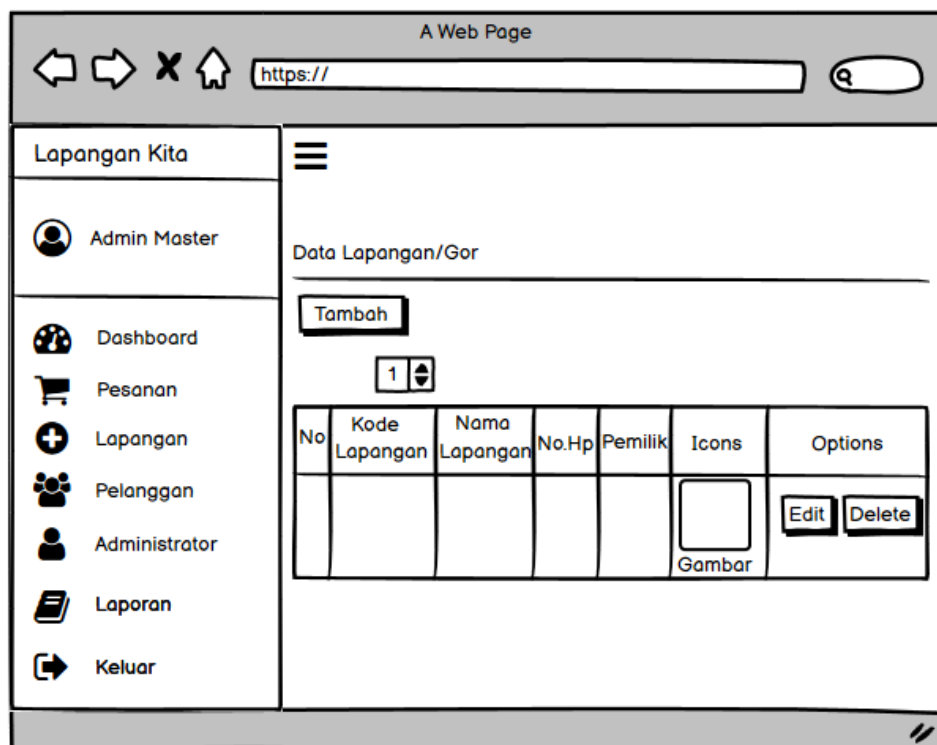 A Web Page
https://
Lapangan Kita
Admin Master
Dashboard
Pesanan
Lapangan
Pelanggan
Administrator
Laporan
Keluar
Data Lapangan/Gor
Tambah
1
No Kode Lapangan Nama Lapangan No.Hp Pemilik Icons Options
Gambar Edit Delete